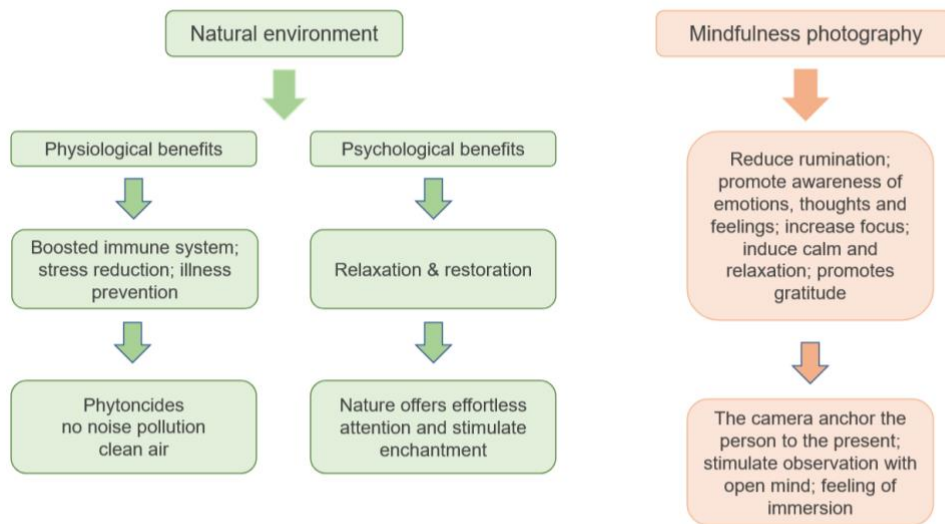 Natural environment
Mindfulness photography
Physiological benefits
Psychological benefits
Boosted immune system;
stress reduction; illness
prevention
Relaxation & restoration
Reduce rumination;
promote awareness of
emotions, thoughts and
feelings; increase focus;
induce calm and
relaxation; promotes
gratitude
Phytoncides
no noise pollution
clean air
Nature offers effortless
attention and stimulate
enchantment
The camera anchor the
person to the present;
stimulate observation with
open mind; feeling of
immersion